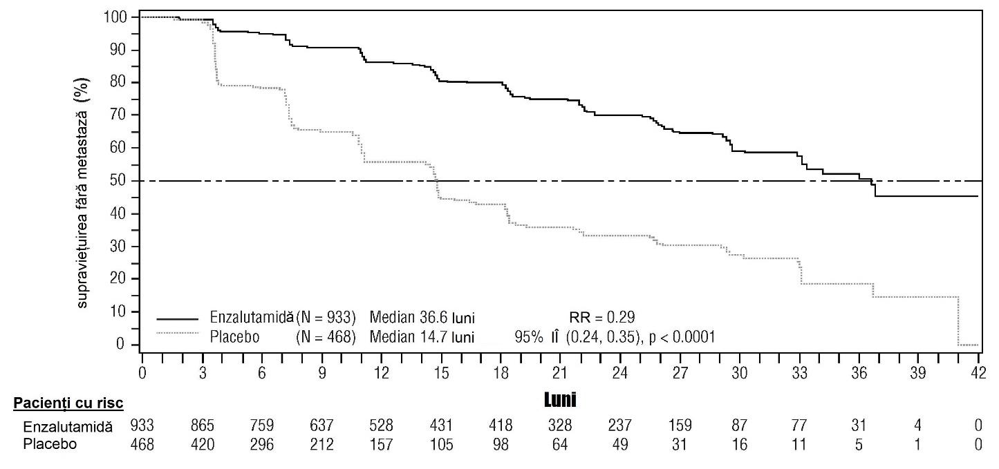 supraviețuirea fără metastază (%)
100
90
80
70
60
50
40
30
20
10
0
Enzalutamidă (N = 933) Median 36.6 luni RR = 0.29
Placebo (N = 468) Median 14.7 luni 95% IÎ (0.24, 0.35), p < 0.0001
0 3 6 9 12 15 18 21 24 27 30 33 36 39 42
Luni
Pacienți cu risc
Enzalutamidă 933 865 759 637 528 431 418 328 237 159 87 77 31 4 0
Placebo 468 420 296 212 157 105 98 64 49 31 16 11 5 1 0